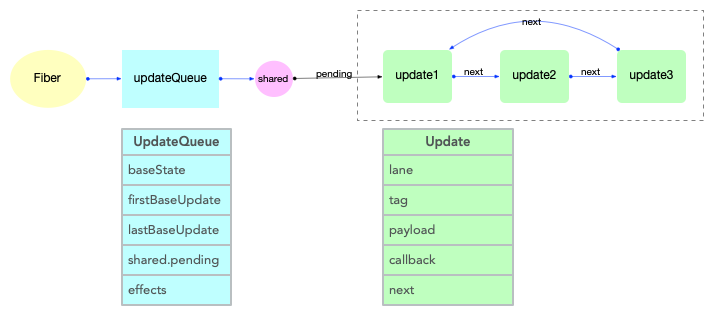 next
Fiber
updateQueue
shared
pending
update1
next
update2
next
update3
UpdateQueue
baseState
firstBaseUpdate
lastBaseUpdate
shared.pending
effects
Update
lane
tag
payload
callback
next